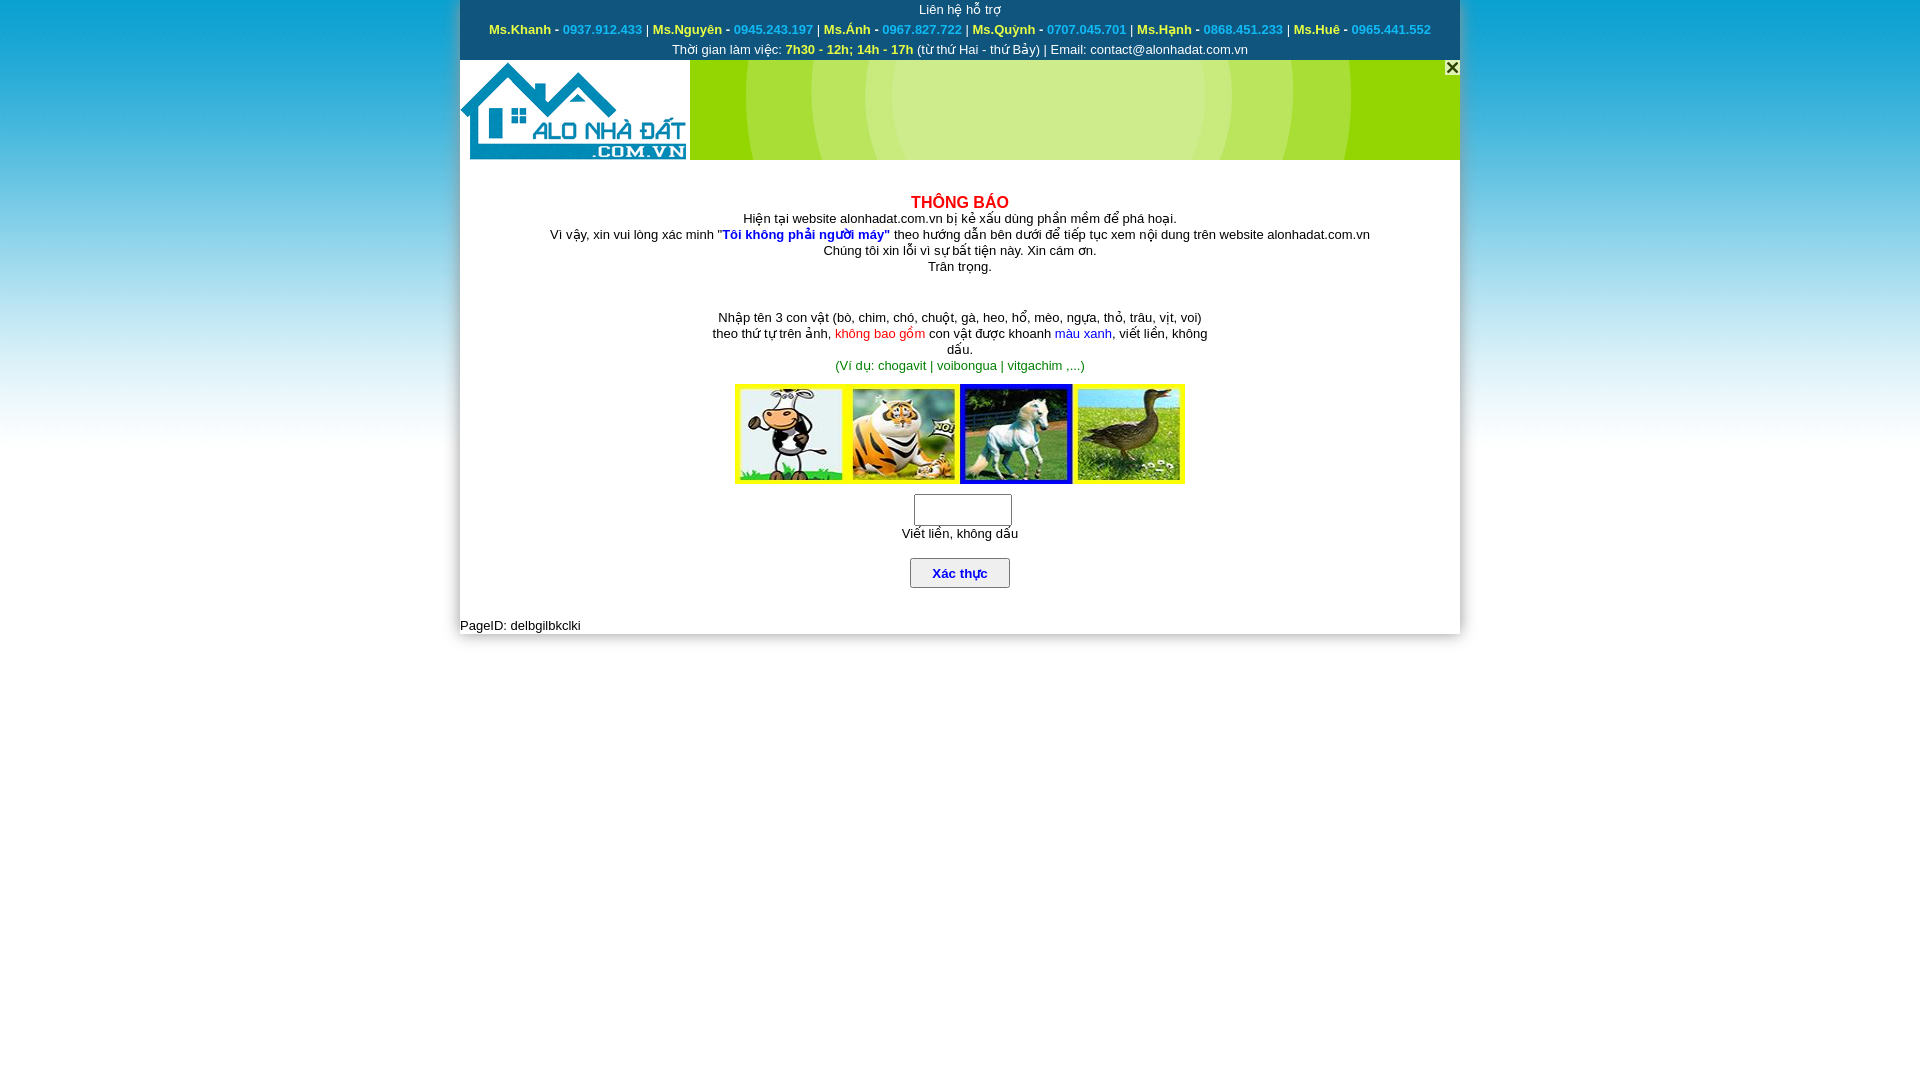 Liên hệ hỗ trợ
Ms.Khanh - 0937.912.433 | Ms.Nguyên - 0945.243.197 | Ms.Ánh - 0967.827.722 | Ms.Quỳnh - 0707.045.701 | Ms.Hạnh - 0868.451.233 | Ms.Huê - 0965.441.552
Thời gian làm việc: 7h30 - 12h; 14h - 17h (từ thứ Hai - thứ Bảy) | Email: contact@alonhadat.com.vn
ALO NHÀ ĐẤT
.COM.VN
THÔNG BÁO
Hiện tại website alonhadat.com.vn bị kẻ xấu dùng phần mềm để phá hoại.
Vì vậy, xin vui lòng xác minh "Tôi không phải người máy" theo hướng dẫn bên dưới để tiếp tục xem nội dung trên website alonhadat.com.vn
Chúng tôi xin lỗi vì sự bất tiện này. Xin cám ơn.
Trân trọng.
Nhập tên 3 con vật (bò, chim, chó, chuột, gà, heo, hổ, mèo, ngựa, thỏ, trâu, vịt, voi)
theo thứ tự trên ảnh, không bao gồm con vật được khoanh màu xanh, viết liền, không
dấu.
(Ví dụ: chogavit | voibongua | vitgachim ,...)
NO!
Viết liền, không dấu
Xác thực
PageID: delbgilbkclki